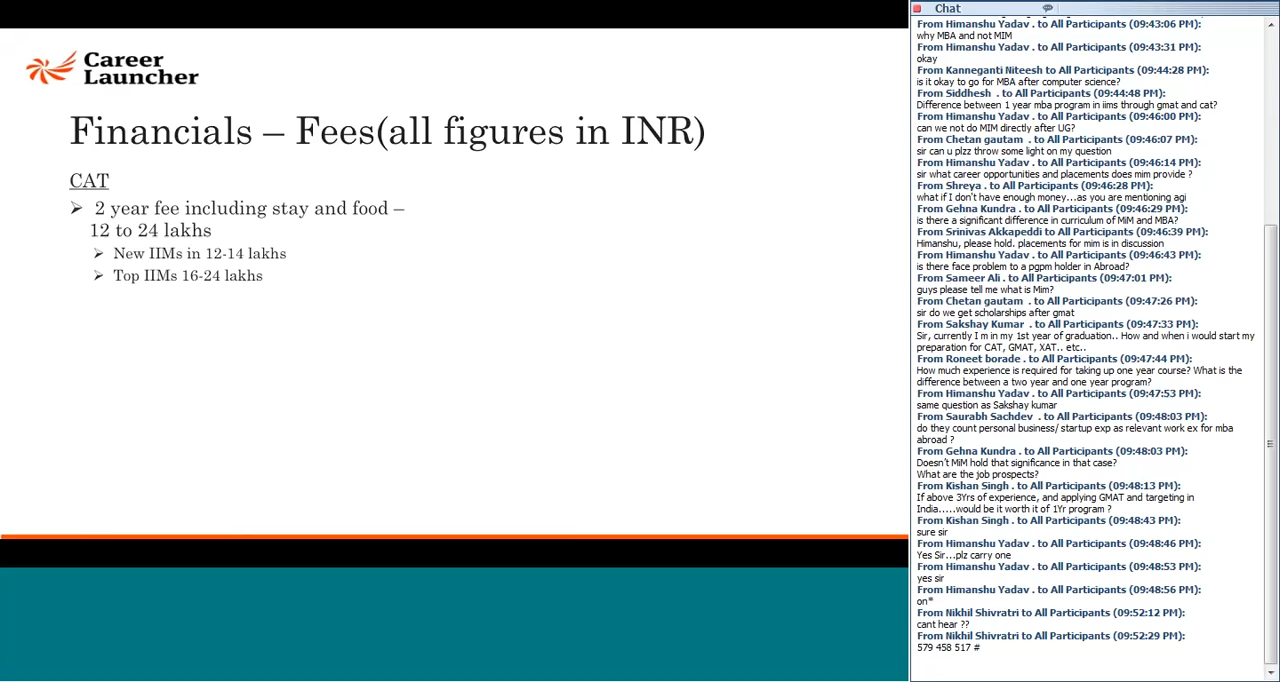 Career
Launcher
Financials – Fees(all figures in INR)
CAT
2 year fee including stay and food –
12 to 24 lakhs
New IIMs in 12-14 lakhs
Top IIMs 16-24 lakhs
Chat
From Himanshu Yadav . to All Participants (09:43:06 PM):
why MBA and not MIM
From Himanshu Yadav . to All Participants (09:43:31 PM):
okay
From Kanneganti Niteesh to All Participants (09:44:28 PM):
is it okay to go for MBA after computer science?
From Siddhesh . to All Participants (09:44:48 PM):
Difference between 1 year mba program in iims through gmat and cat?
From Himanshu Yadav . to All Participants (09:46:00 PM):
can we not do MIM directly after UG?
From Chetan gautam . to All Participants (09:46:07 PM):
sir can u plzz throw some light on my question
From Himanshu Yadav . to All Participants (09:46:14 PM):
sir what career opportunities and placements does mim provide ?
From Shreya . to All Participants (09:46:28 PM):
what if I don't have enough money...as you are mentioning agi
From Gehna Kundra . to All Participants (09:46:29 PM):
is there a significant difference in curriculum of MiM and MBA?
From Srinivas Akkapeddi to All Participants (09:46:39 PM):
Himanshu, please hold. placements for mim is in discussion
From Himanshu Yadav . to All Participants (09:46:43 PM):
is there face problem to a pgpm holder in Abroad?
From Sameer Ali . to All Participants (09:47:01 PM):
guys please tell me what is Mim?
From Chetan gautam . to All Participants (09:47:26 PM):
sir do we get scholarships after gmat
From Sakshay Kumar . to All Participants (09:47:33 PM):
Sir, currently I m in my 1st year of graduation.. How and when i would start my
preparation for CAT, GMAT, XAT.. etc..
From Roneet borade . to All Participants (09:47:44 PM):
How much experience is required for taking up one year course? What is the
difference between a two year and one year program?
From Himanshu Yadav . to All Participants (09:47:53 PM):
same question as Sakshay kumar
From Saurabh Sachdev . to All Participants (09:48:03 PM):
do they count personal business/ startup exp as relevant work ex for mba
abroad ?
From Gehna Kundra . to All Participants (09:48:03 PM):
Doesn't MiM hold that significance in that case?
What are the job prospects?
From Kishan Singh . to All Participants (09:48:13 PM):
If above 3Yrs of experience, and applying GMAT and targeting in
India.....would be it worth it of 1Yr program ?
From Kishan Singh . to All Participants (09:48:43 PM):
sure sir
From Himanshu Yadav . to All Participants (09:48:46 PM):
Yes Sir...plz carry one
From Himanshu Yadav . to All Participants (09:48:53 PM):
yes sir
From Himanshu Yadav . to All Participants (09:48:56 PM):
on*
From Nikhil Shivratri to All Participants (09:52:12 PM):
cant hear ??
From Nikhil Shivratri to All Participants (09:52:29 PM):
579 458 517 #